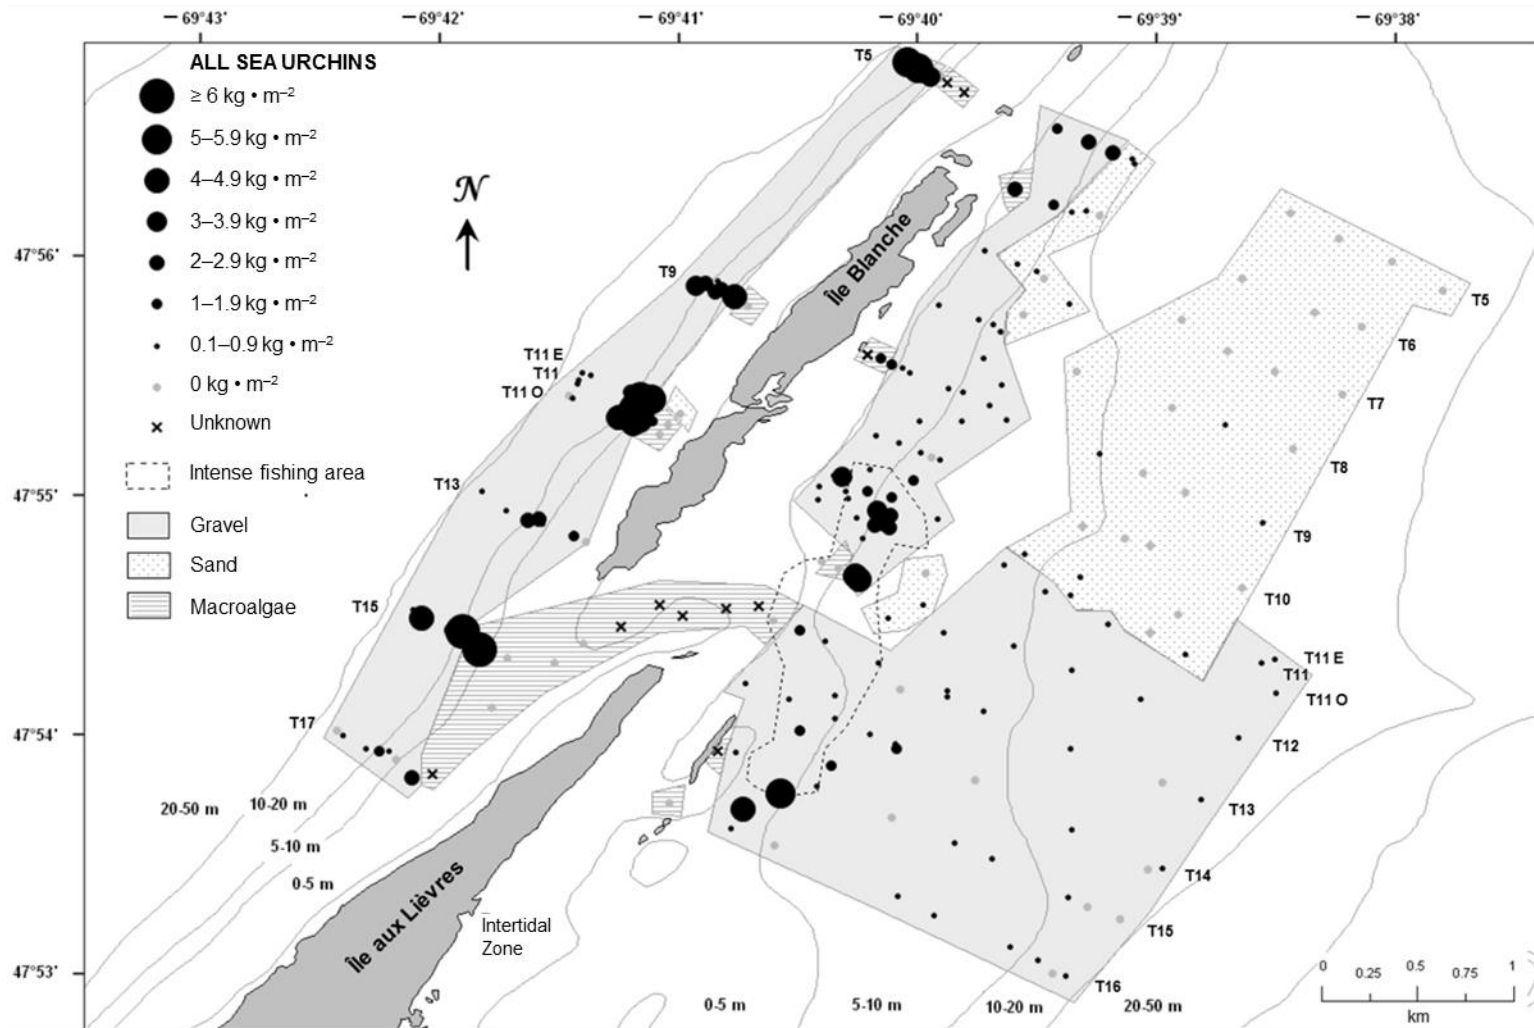 −69°43′ −69°42′ −69°41′ −69°40′ −69°39′ −69°38′
ALL SEA URCHINS
≥ 6 kg • m−2
5–5.9 kg • m−2
4–4.9 kg • m−2
3–3.9 kg • m−2
2–2.9 kg • m−2
1–1.9 kg • m−2
0.1–0.9 kg • m−2
0 kg • m−2
Unknown
Intense fishing area
Gravel
Sand
Macroalgae
N
47°56′
47°55′
47°54′
47°53′
T5
T9
T11 E
T11
T11 O
T13
T15
T17
Île Blanche
Île aux Lièvres
Intertidal
Zone
20-50 m
10-20 m
5-10 m
0-5 m
T5
T6
T7
T8
T9
T10
T11 E
T11
T11 O
T12
T13
T14
T15
T16
0-5 m 5-10 m 10-20 m 20-50 m
0 0.25 0.5 0.75 1
km